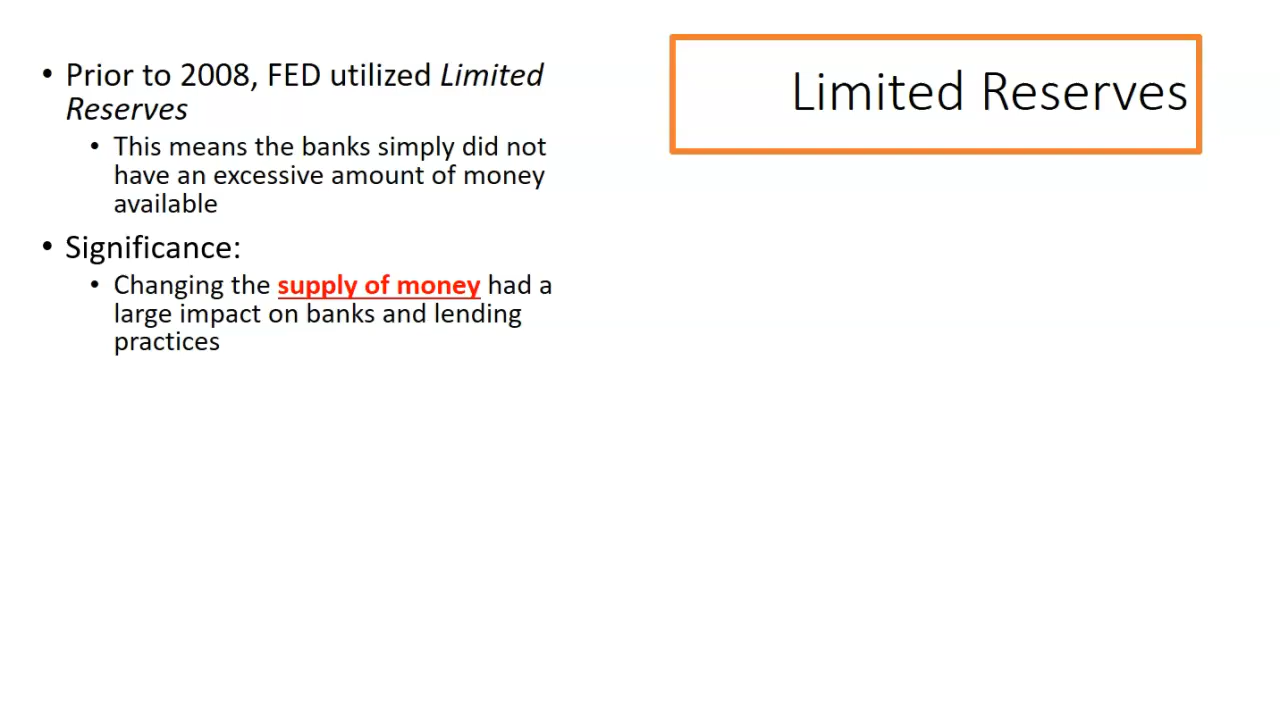 • Prior to 2008, FED utilized Limited
Reserves
• This means the banks simply did not
have an excessive amount of money
available
• Significance:
• Changing the supply of money had a
large impact on banks and lending
practices
Limited Reserves